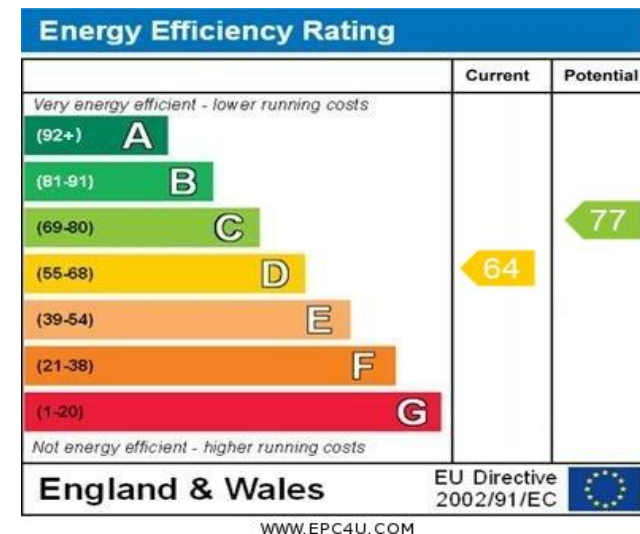 Energy Efficiency Rating
Current Potential
Very energy efficient - lower running costs
(92+) A
(81-91) B
(69-80) C
77
(55-68) D
64
(39-54) E
(21-38) F
(1-20) G
Not energy efficient - higher running costs
England & Wales
EU Directive
2002/91/EC
WWW.EPC4U.COM